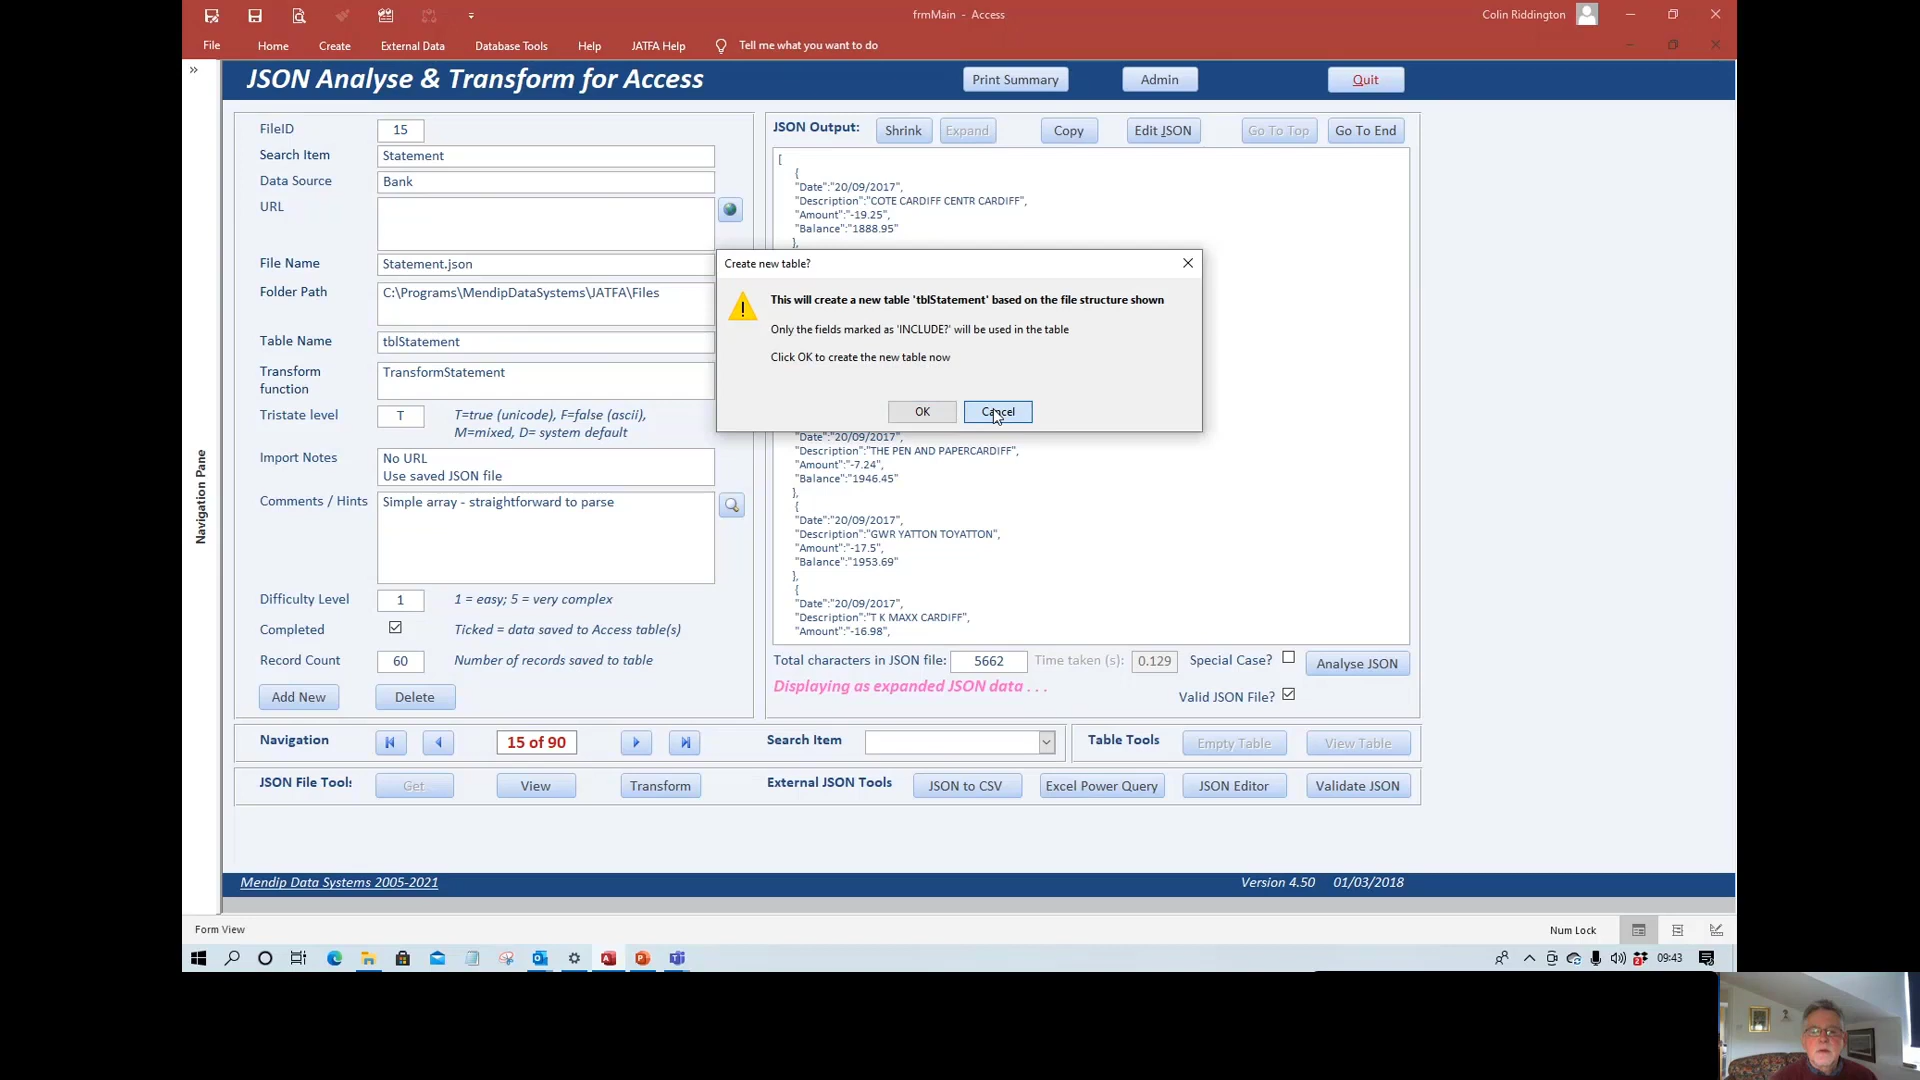 frmMain - Access
Colin Riddington
File Home Create External Data Database Tools Help JATFA Help Tell me what you want to do
»
JSON Analyse & Transform for Access
Print Summary Admin Quit
FileID 15
Search Item Statement
Data Source Bank
URL
File Name Statement.json
Folder Path C:\Programs\MendipDataSystems\JATFA\Files
Table Name tblStatement
Transform
function
TransformStatement
Tristate level T T=true (unicode), F=false (ascii),
M=mixed, D= system default
Import Notes No URL
Use saved JSON file
Comments / Hints Simple array - straightforward to parse
Difficulty Level 1 1 = easy; 5 = very complex
Completed Ticked = data saved to Access table(s)
Record Count 60 Number of records saved to table
Add New Delete
JSON Output: Shrink Expand Copy Edit JSON Go To Top Go To End
[
{
"Date":"20/09/2017",
"Description":"COTE CARDIFF CENTR CARDIFF",
"Amount":"-19.25",
"Balance":"1888.95"
},
Create new table?
This will create a new table 'tblStatement' based on the file structure shown
Only the fields marked as 'INCLUDE?' will be used in the table
Click OK to create the new table now
OK Cancel
"Date":"20/09/2017",
"Description":"THE PEN AND PAPERCARDIFF",
"Amount":"-7.24",
"Balance":"1946.45"
},
{
"Date":"20/09/2017",
"Description":"GWR YATTON TOYATTON",
"Amount":"-17.5",
"Balance":"1953.69"
},
{
"Date":"20/09/2017",
"Description":"T K MAXX CARDIFF",
"Amount":"-16.98",
Total characters in JSON file: 5662 Time taken (s): 0.129 Special Case? Analyse JSON
Displaying as expanded JSON data . . .
Valid JSON File?
Navigation 15 of 90 Search Item Table Tools Empty Table View Table
JSON File Tools Get View Transform External JSON Tools JSON to CSV Excel Power Query JSON Editor Validate JSON
Navigation Pane
Mendip Data Systems 2005-2021 Version 4.50 01/03/2018
Form View Num Lock
09:43